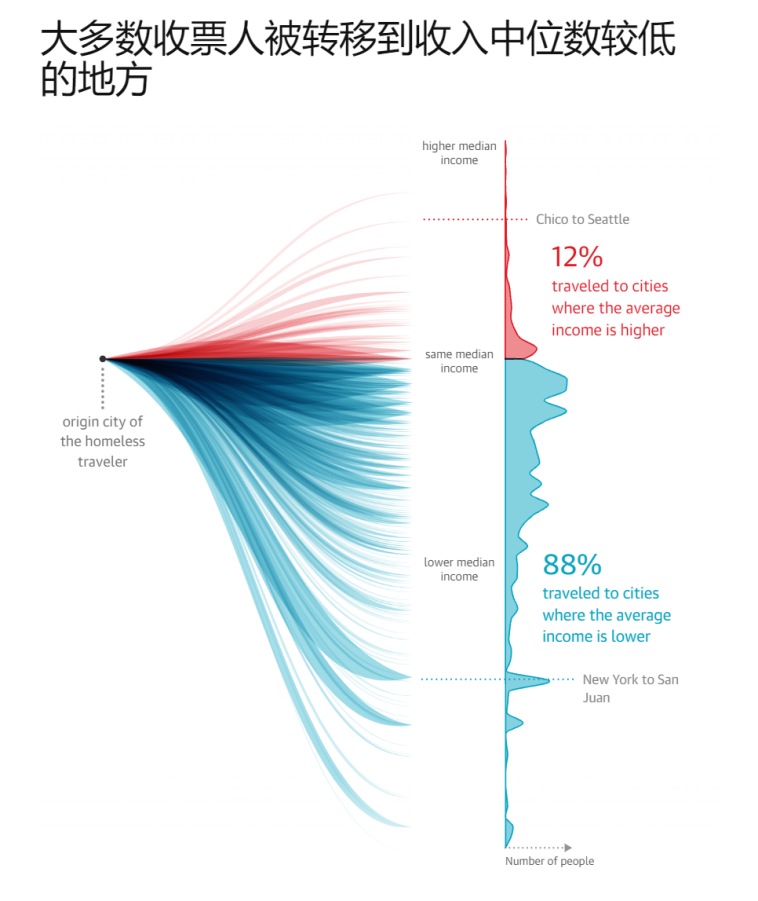 大多数收票人被转移到收入中位数较低
的地方
higher median
income
Chico to Seattle
12%
traveled to cities
where the average
income is higher
same median
income
origin city of
the homeless
traveler
lower median
income
88%
traveled to cities
where the average
income is lower
New York to San
Juan
Number of people